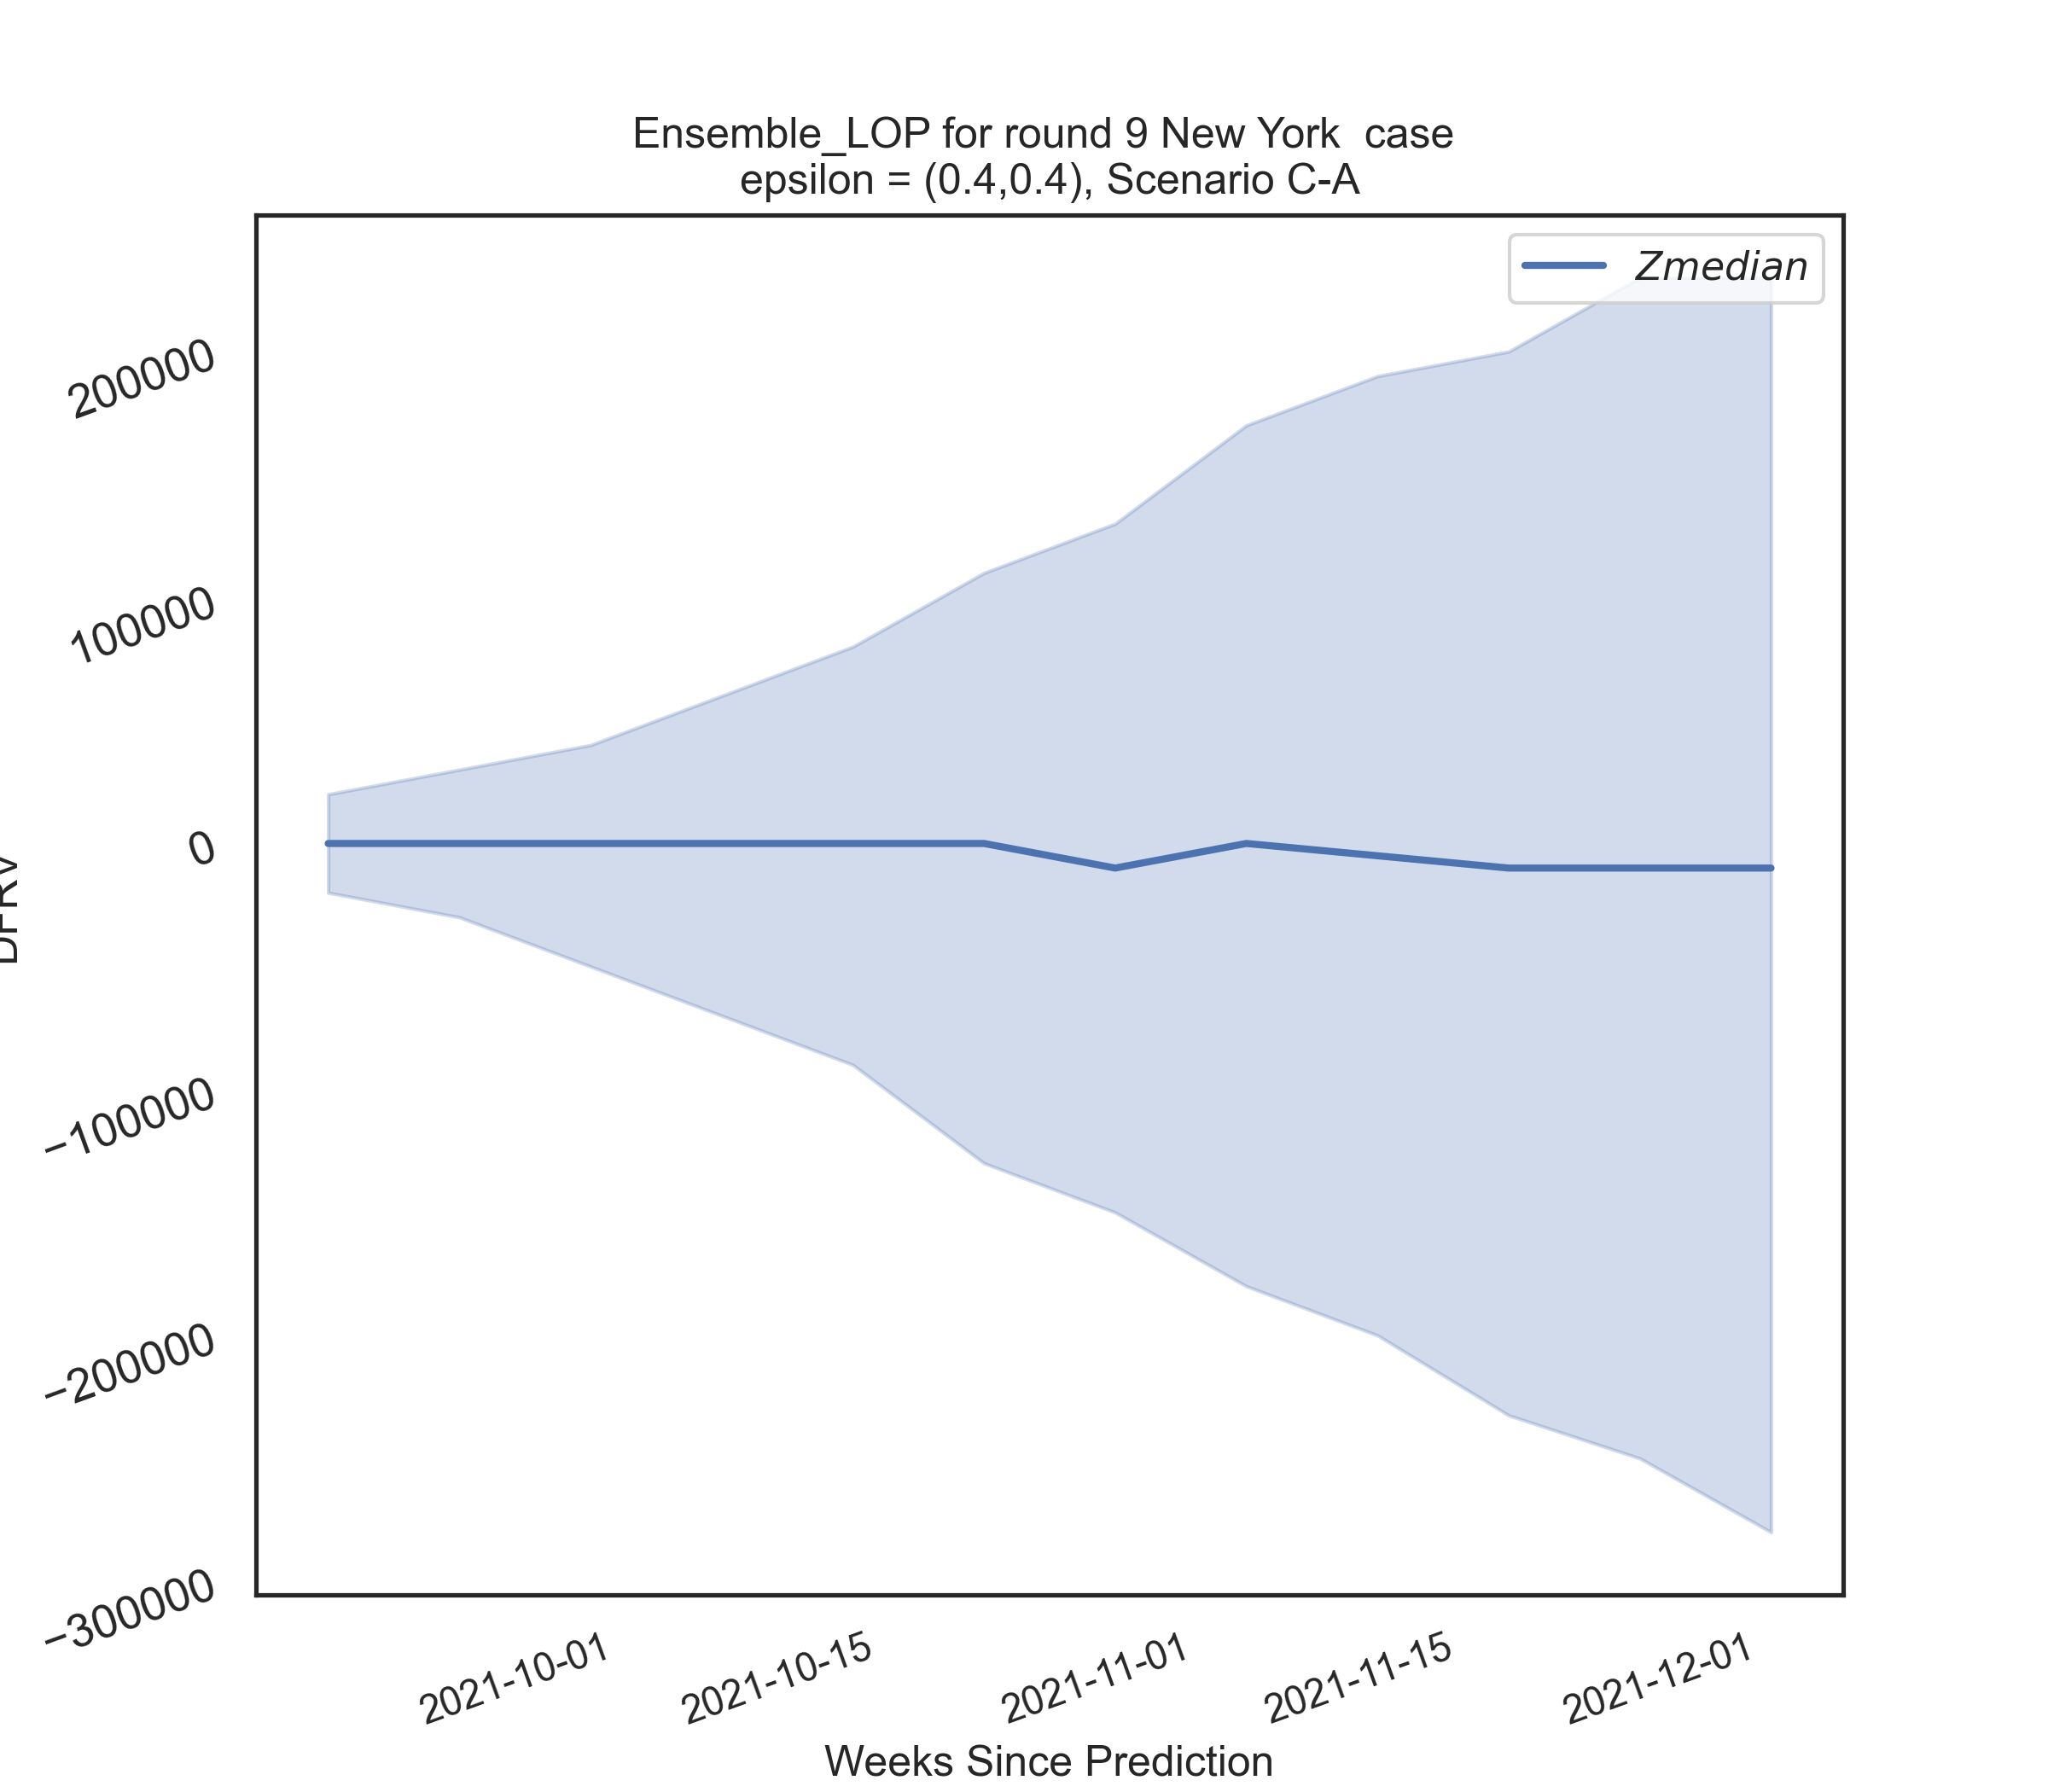 Ensemble_LOP for round 9 New York  case
epsilon = (0.4,0.4), Scenario C-A
Zmedian
200000
100000
0
−100000
−200000
−300000
2021-10-01
2021-10-15
2021-11-01
2021-11-15
2021-12-01
Weeks Since Prediction